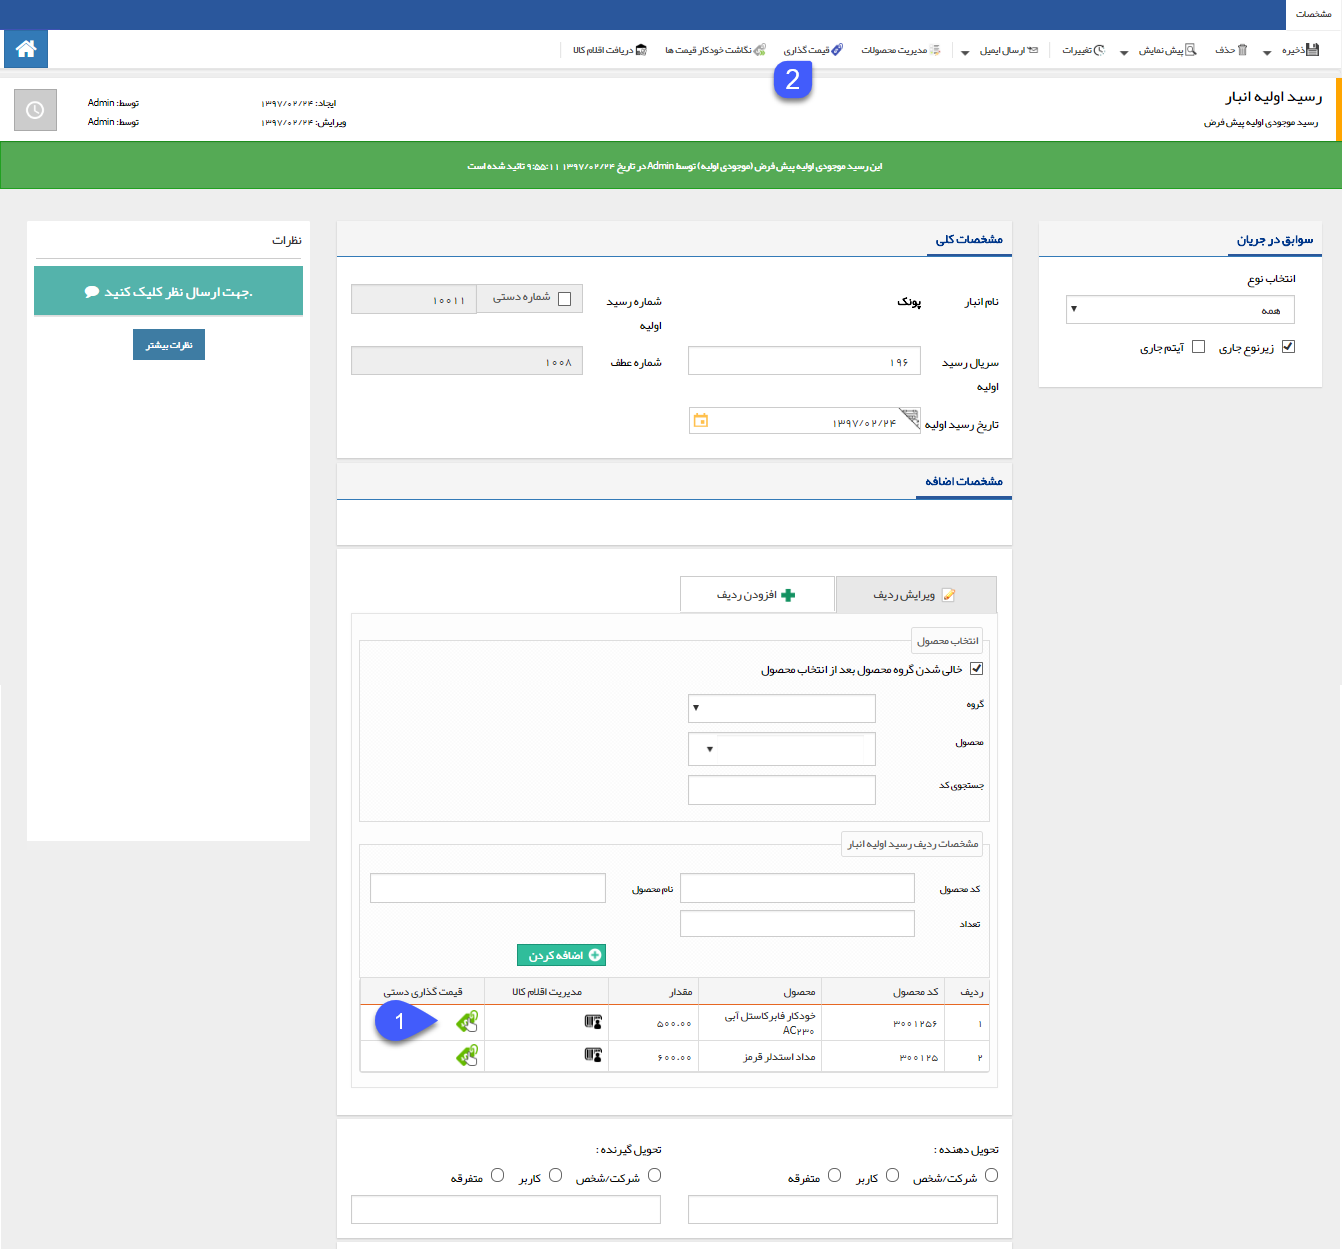 مشخصات
ذخیره
حذف
پیش نمایش
تغییرات
ارسال ایمیل
مدیریت محصولات
قیمت گذاری
نگاشت خودکار قیمت ها
دریافت اقلام کالا
2
رسید اولیه انبار
رسید موجودی اولیه پیش فرض
ایجاد: ۱۳۹۷/۰۲/۲۴
توسط: Admin
ویرایش: ۱۳۹۷/۰۲/۲۴
توسط: Admin
این رسید موجودی اولیه پیش فرض (موجودی اولیه) توسط Admin در تاریخ ۱۳۹۷/۰۲/۲۴ ۹:۵۵:۱۱ تائید شده است
سوابق در جریان
انتخاب نوع
همه
زیرنوع جاری
آیتم جاری
مشخصات کلی
نام انبار
پونک
شماره رسید اولیه
شماره دستی
۱۰۰۱۱
سریال رسید اولیه
۱۹۶
شماره عطف
۱۰۰۸
تاریخ رسید اولیه
۱۳۹۷/۰۲/۲۴
نظرات
جهت ارسال نظر کلیک کنید.
نظرات بیشتر
مشخصات اضافه
ویرایش ردیف
افزودن ردیف
انتخاب محصول
خالی شدن گروه محصول بعد از انتخاب محصول
گروه
محصول
جستجوی کد
مشخصات ردیف رسید اولیه انبار
کد محصول
نام محصول
تعداد
اضافه کردن
ردیف کد محصول محصول مقدار مدیریت اقلام کالا قیمت گذاری دستی
۱ ۳۰۰۱۲۵۶ خودکار فابرکاستل آبی AC۲۳۰ ۵۰۰.۰۰
1
۲ ۳۰۰۱۲۵ مداد استدلر قرمز ۶۰۰.۰۰
تحویل دهنده :
شرکت/شخص
کاربر
متفرقه
تحویل گیرنده :
شرکت/شخص
کاربر
متفرقه